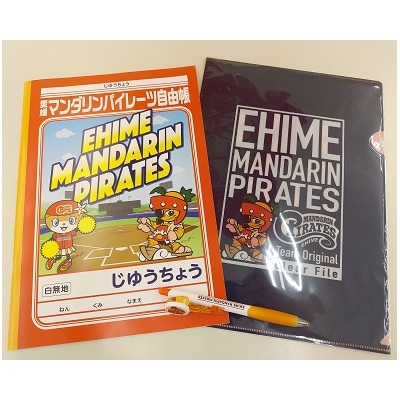 じゆうちょう
愛媛マンダリンパイレーツ自由帳
EHIME
MANDARIN
PIRATES
じゆうちょう
白無地
ねん くみ なまえ
EHIME
MANDARIN
PIRATES
MANDARIN
PIRATES
EHIME
Team Original
Clear File